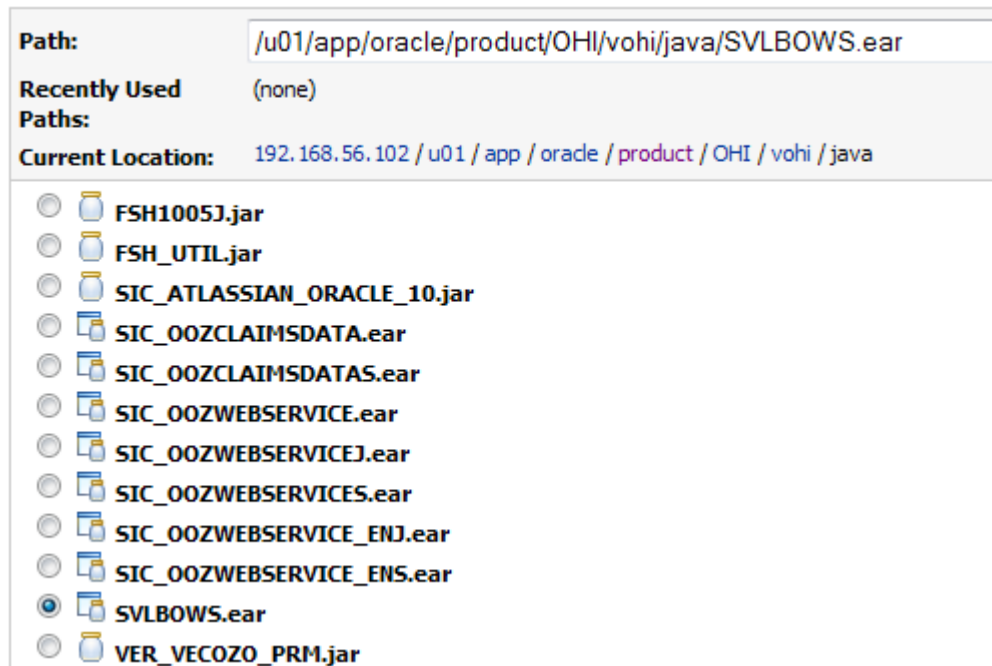 Path: /u01/app/oracle/product/OHI/vohi/java/SVLBOWS.ear
Recently Used Paths: (none)
Current Location: 192.168.56.102 / u01 / app / oracle / product / OHI / vohi / java
FSH1005J.jar
FSH_UTIL.jar
SIC_ATLASSIAN_ORACLE_10.jar
SIC_OOZCLAIMSDATA.ear
SIC_OOZCLAIMSDATAS.ear
SIC_OOZWEBSERVICE.ear
SIC_OOZWEBSERVICEJ.ear
SIC_OOZWEBSERVICES.ear
SIC_OOZWEBSERVICE_ENJ.ear
SIC_OOZWEBSERVICE_ENS.ear
SVLBOWS.ear
VER_VECOZO_PRM.jar